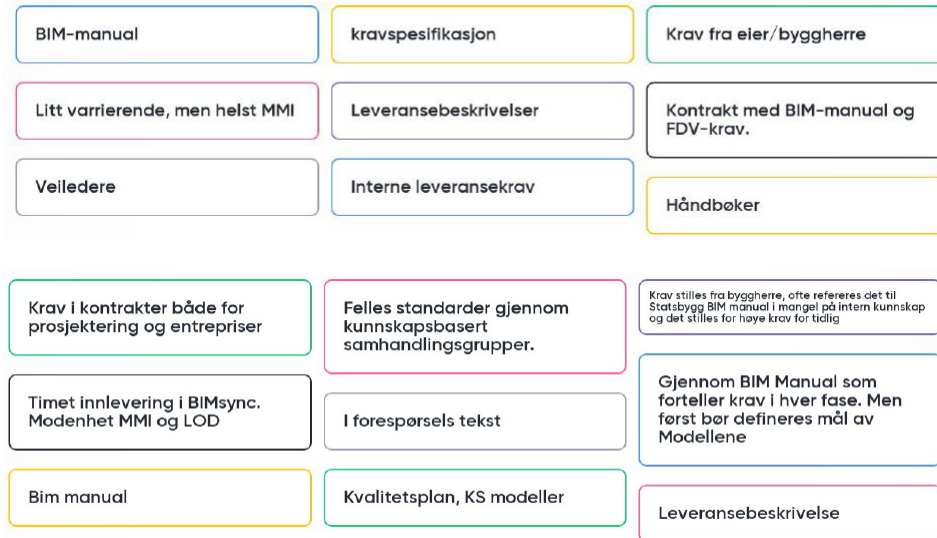 BIM-manual
kravspesifikasjon
Krav fra eier/byggherre
Litt varrierende, men helst MMI
Leveransebeskrivelser
Kontrakt med BIM-manual og
FDV-krav.
Veiledere
Interne leveransekrav
Håndbøker
Krav i kontrakter både for
prosjektering og entrepriser
Felles standarder gjennom
kunnskapsbasert
samhandlingsgrupper.
Krav stilles fra byggherre, ofte refereres det til
Statsbygg BIM manual i mangel på intern kunnskap
og det stilles for høye krav for tidlig
Timet innlevering i BIMsync.
Modenhet MMI og LOD
I forespørsels tekst
Gjennom BIM Manual som
forteller krav i hver fase. Men
først bør defineres mål av
Modellene
Bim manual
Kvalitetsplan, KS modeller
Leveransebeskrivelse